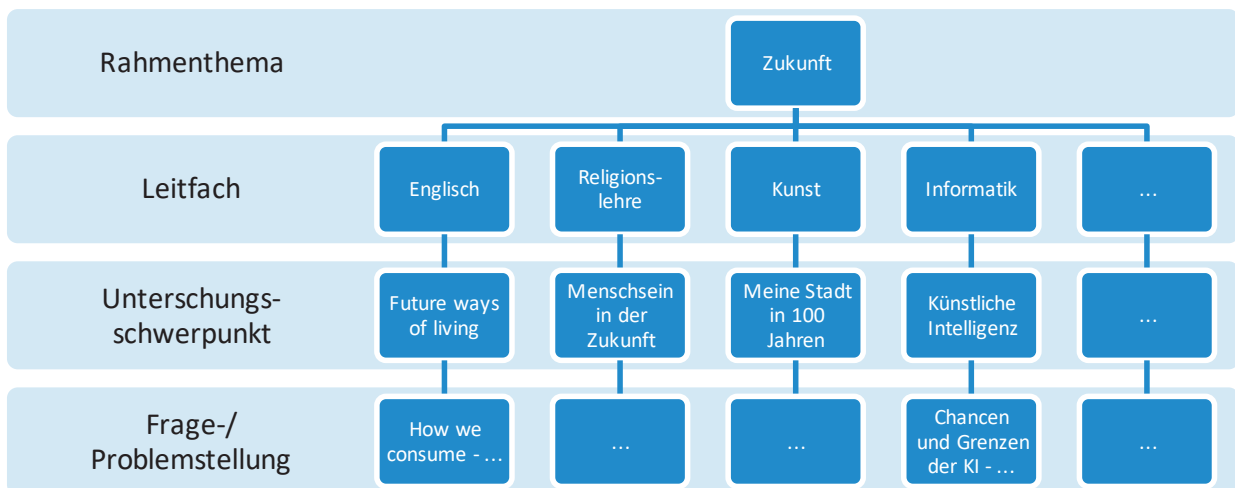 Rahmenthema
Zukunft
Leitfach
Englisch
Religions-
lehre
Kunst
Informatik
...
Unterschungs-
schwerpunkt
Future ways
of living
Menschsein
in der
Zukunft
Meine Stadt
in 100
Jahren
Künstliche
Intelligenz
...
Frage-/
Problemstellung
How we
consume - ...
...
...
Chancen
und Grenzen
der KI - ...
...